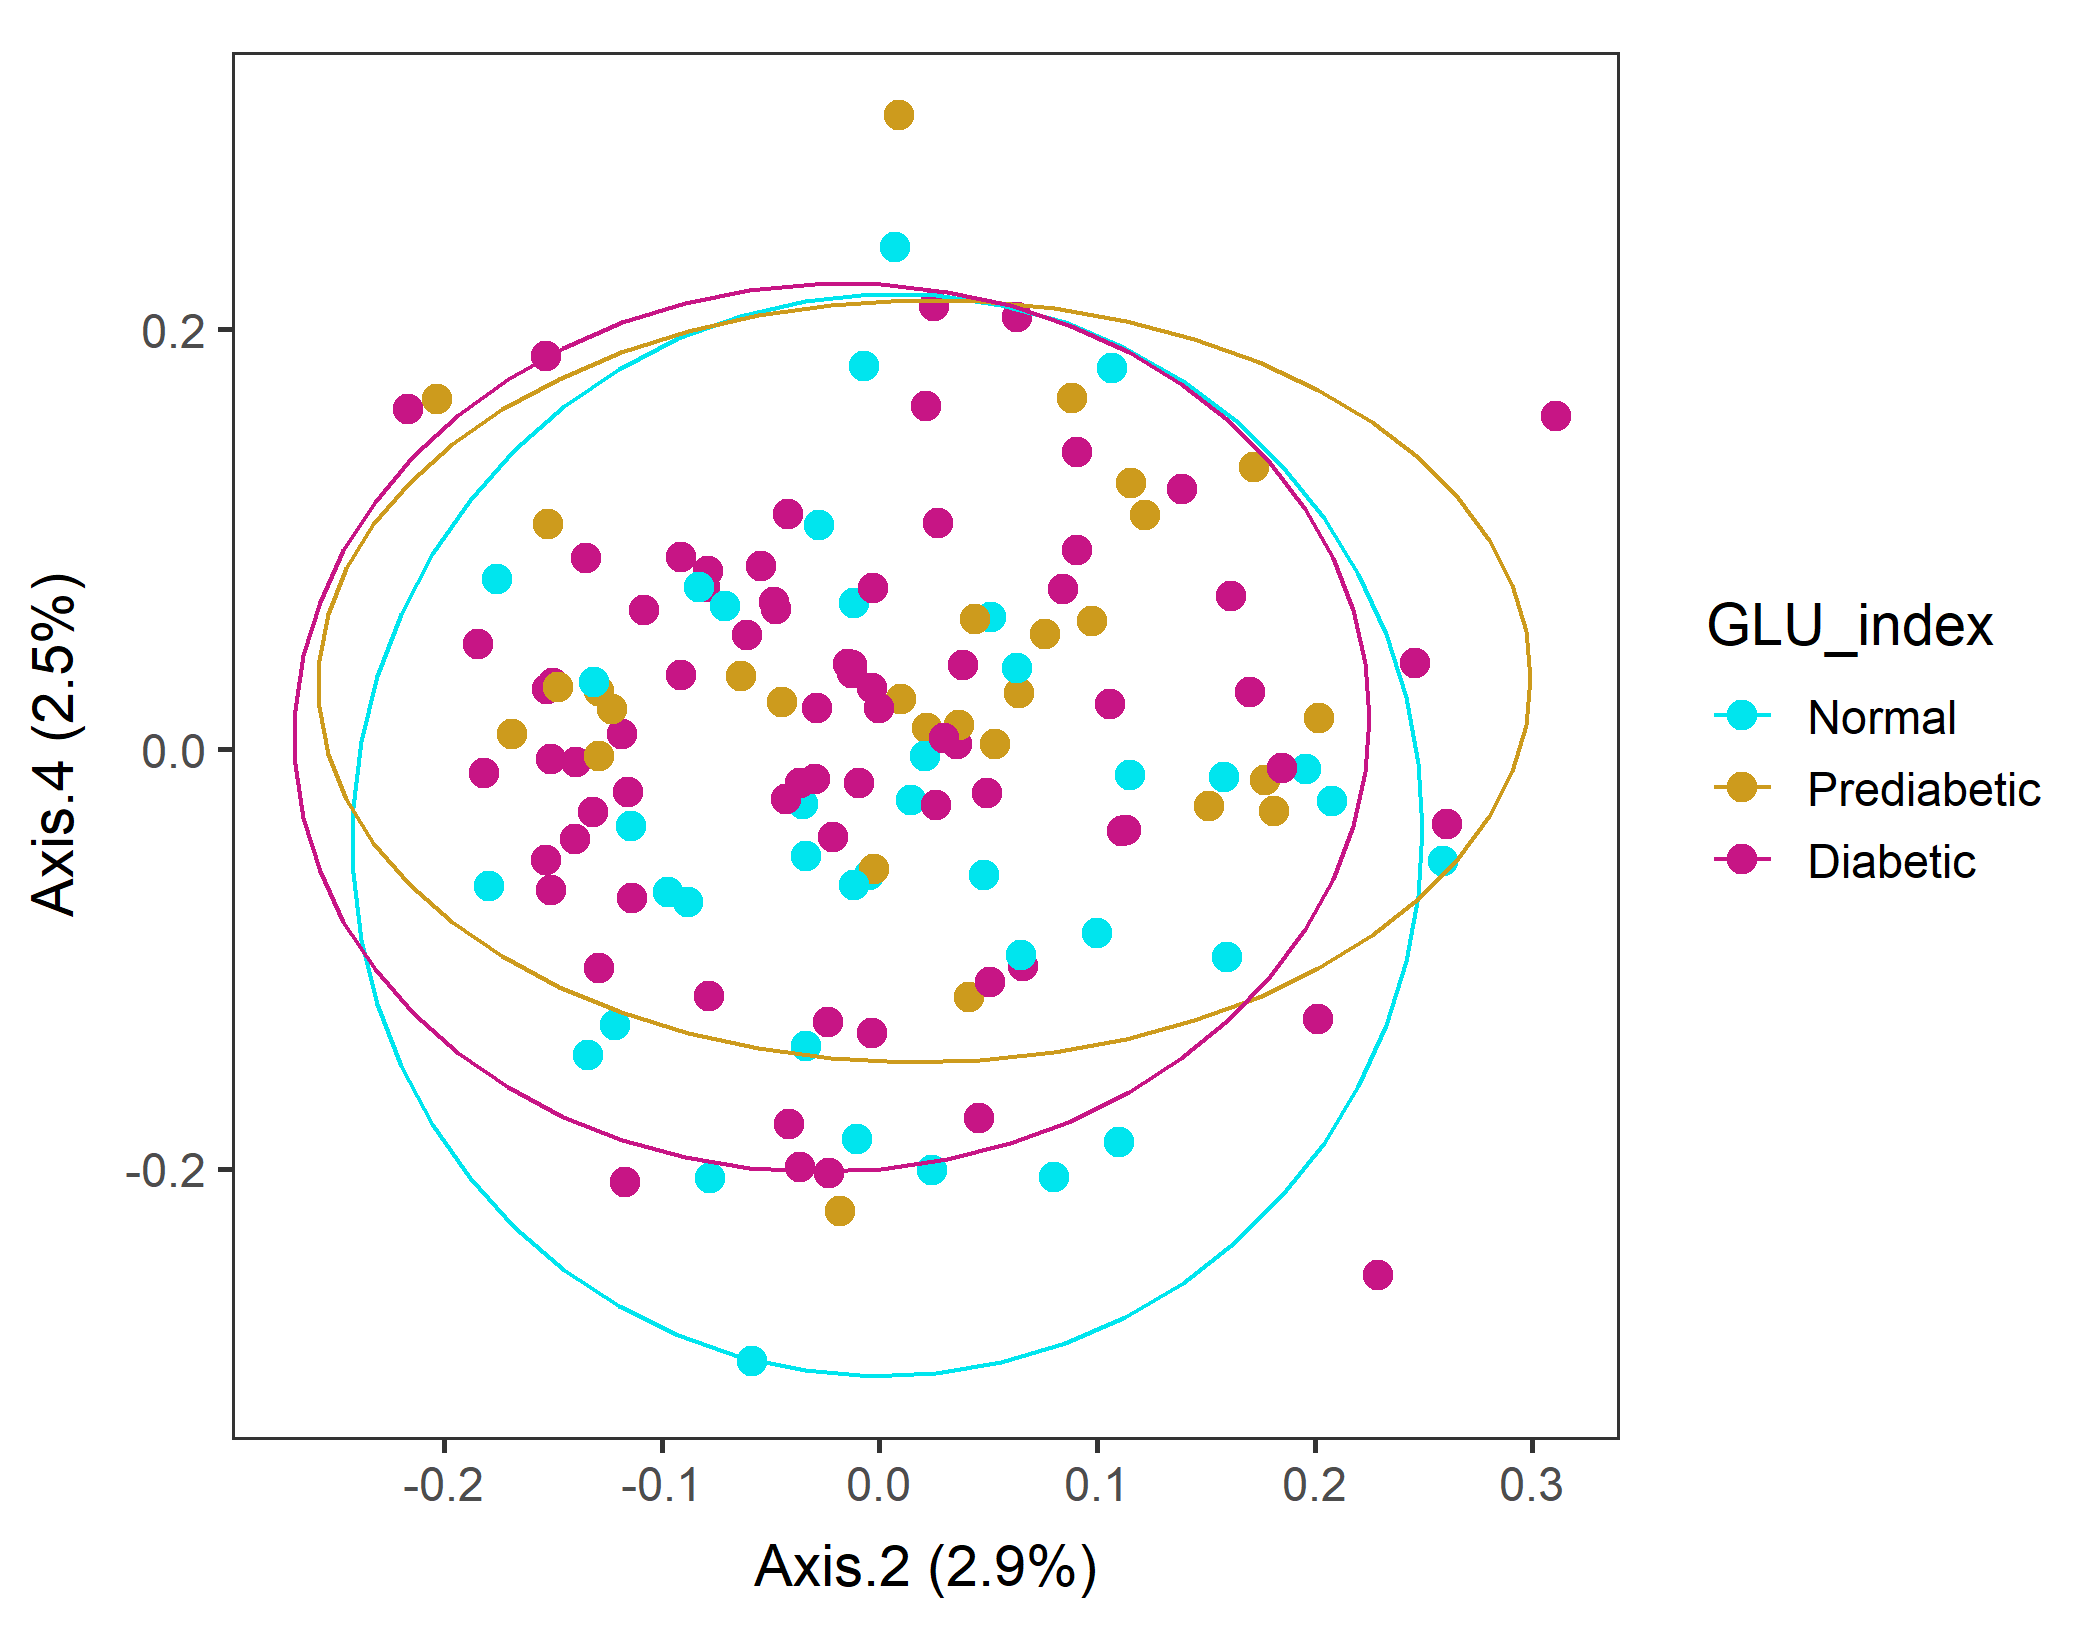 0.2
0.0
-0.2
Axis.4 (2.5%)
-0.2 -0.1 0.0 0.1 0.2 0.3
Axis.2 (2.9%)
GLU_index
Normal
Prediabetic
Diabetic